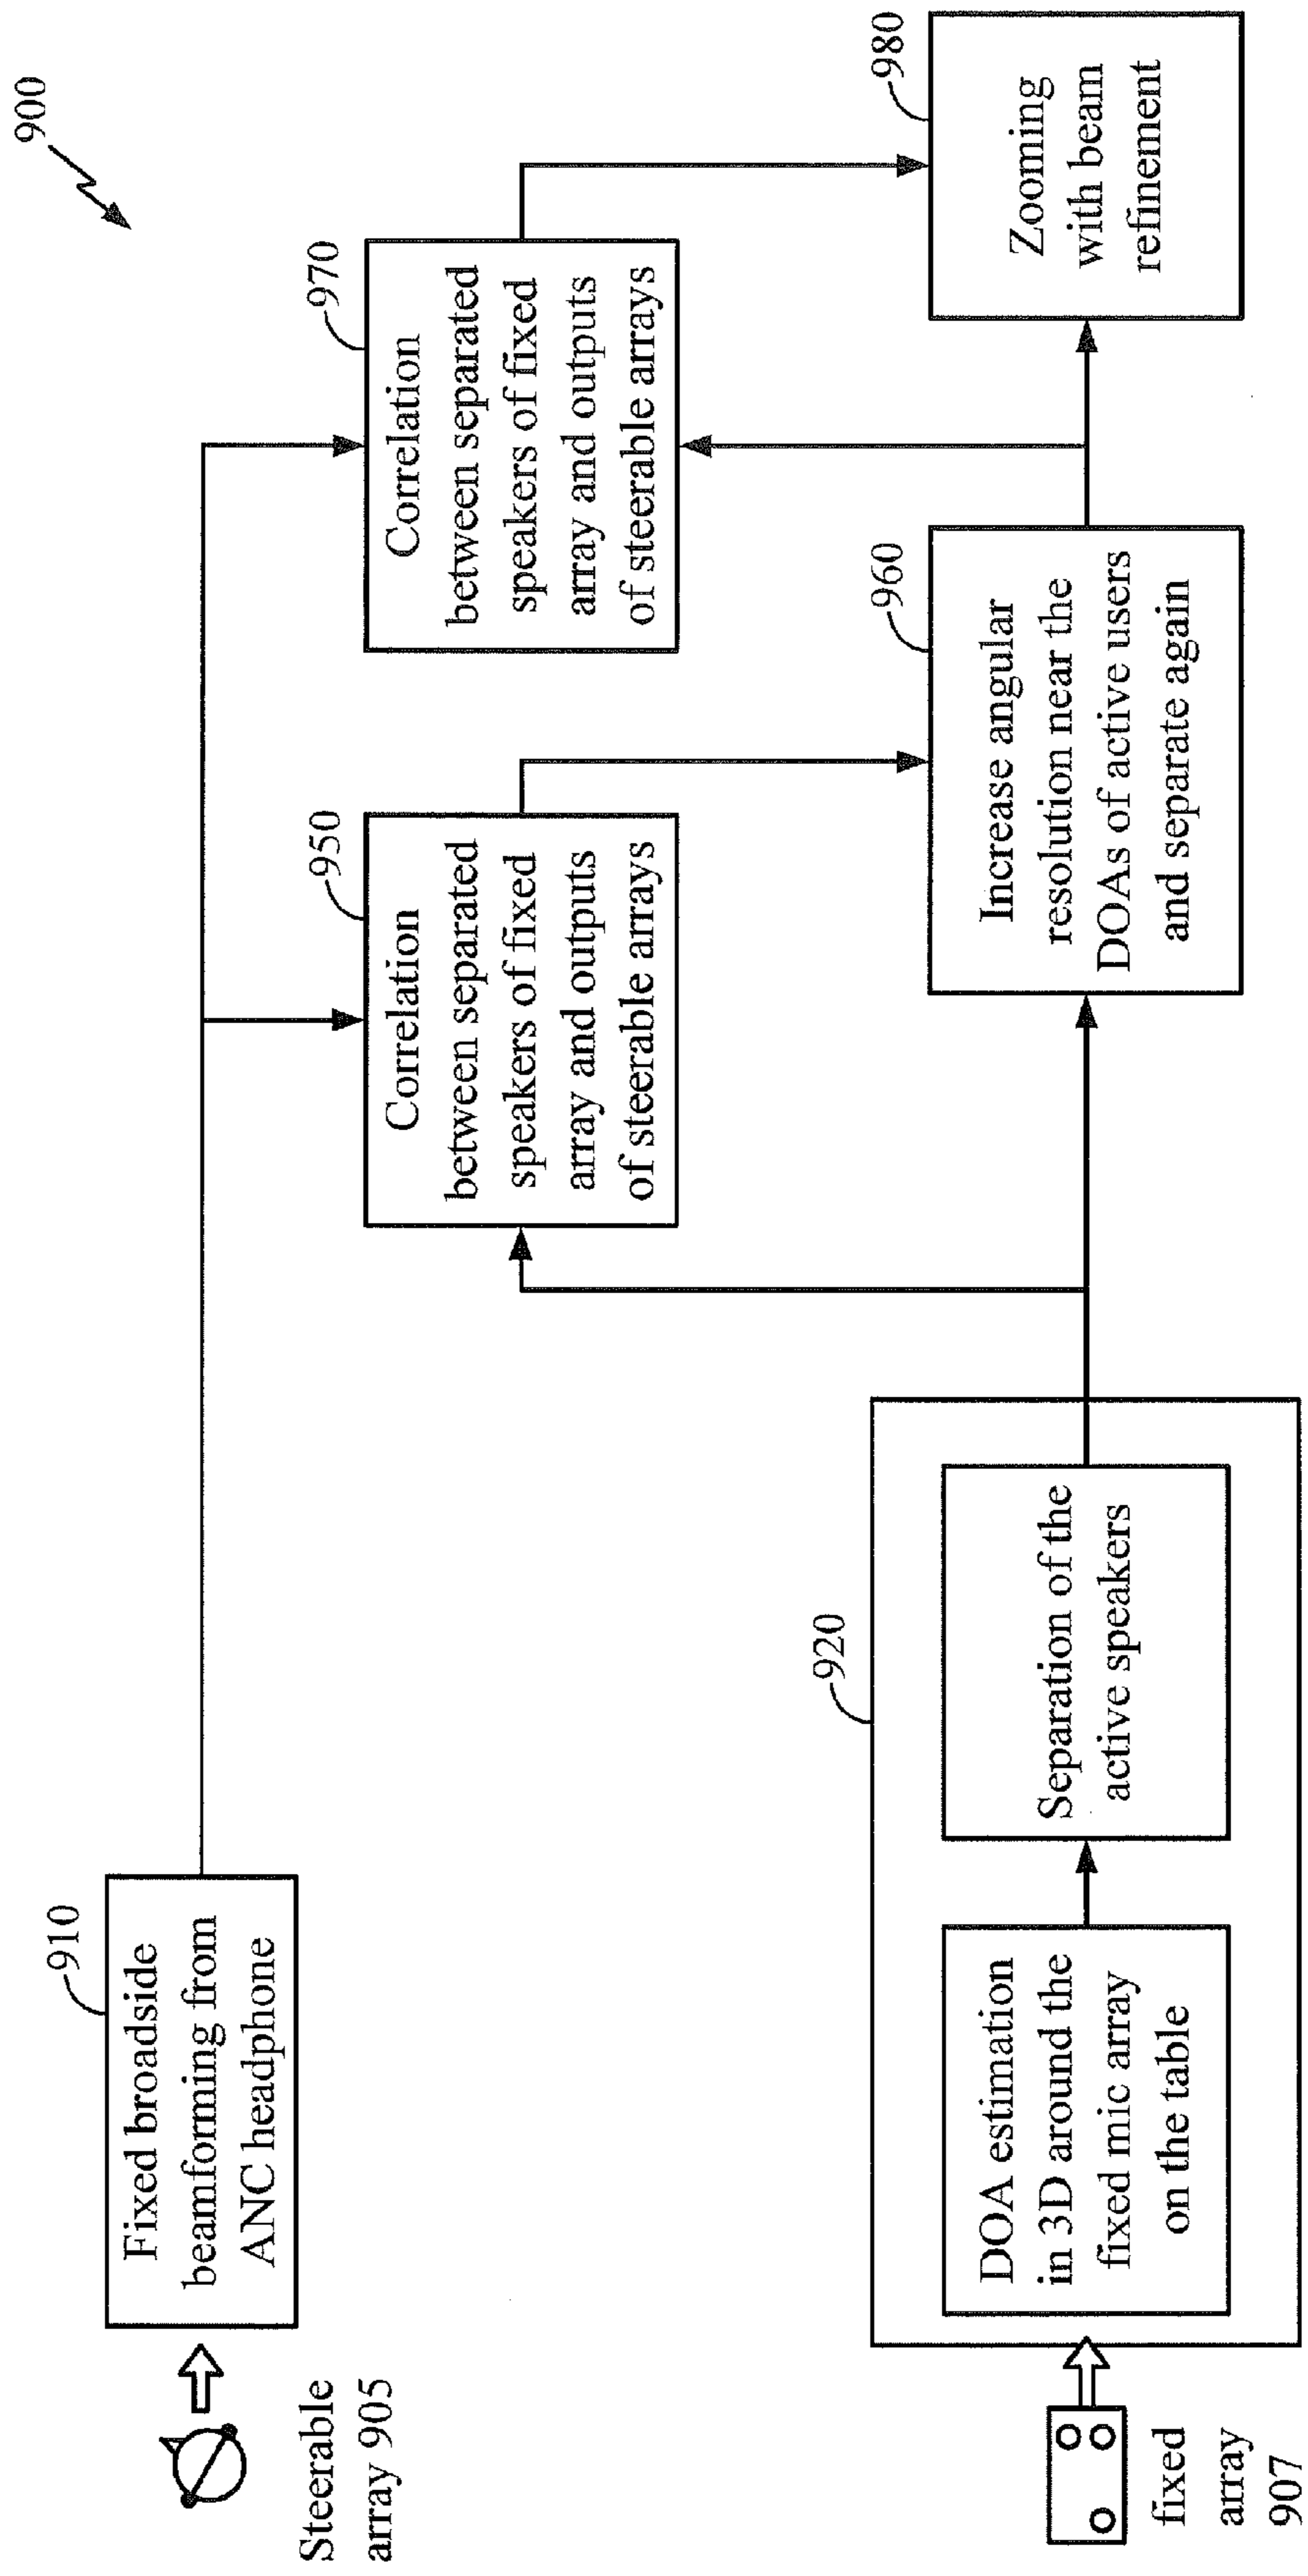 900
910
Fixed broadside
beamforming from
ANC headphone
Steerable
array 905
950
Correlation
between separated
speakers of fixed
array and outputs
of steerable arrays
970
Correlation
between separated
speakers of fixed
array and outputs
of steerable arrays
920
DOA estimation
in 3D around the
fixed mic array
on the table
Separation of the
active speakers
fixed
array
907
960
Increase angular
resolution near the
DOAs of active users
and separate again
980
Zooming
with beam
refinement